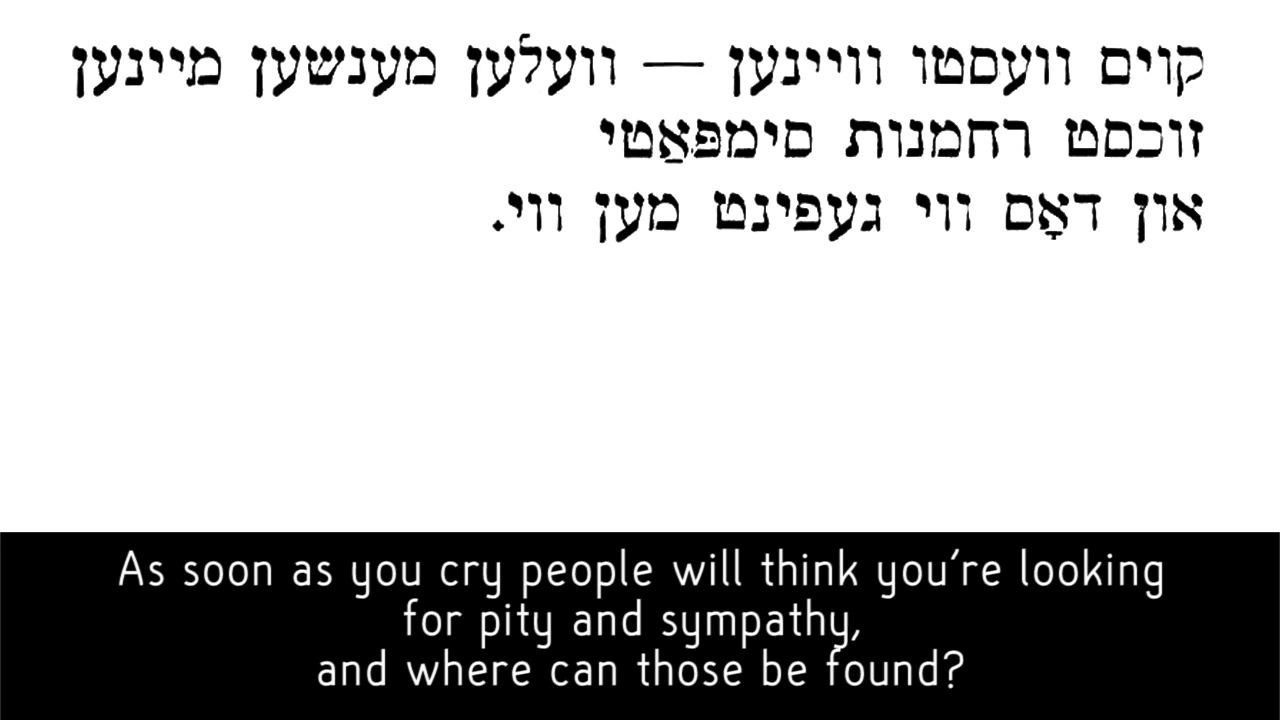 קוים וועסטו וויינען — וועלען מענשען מיינען
זוכסט רחמנות סימפּאַטי
און דאָס ווי געפינט מען ווי.
As soon as you cry people will think you're looking
for pity and sympathy,
and where can those be found?